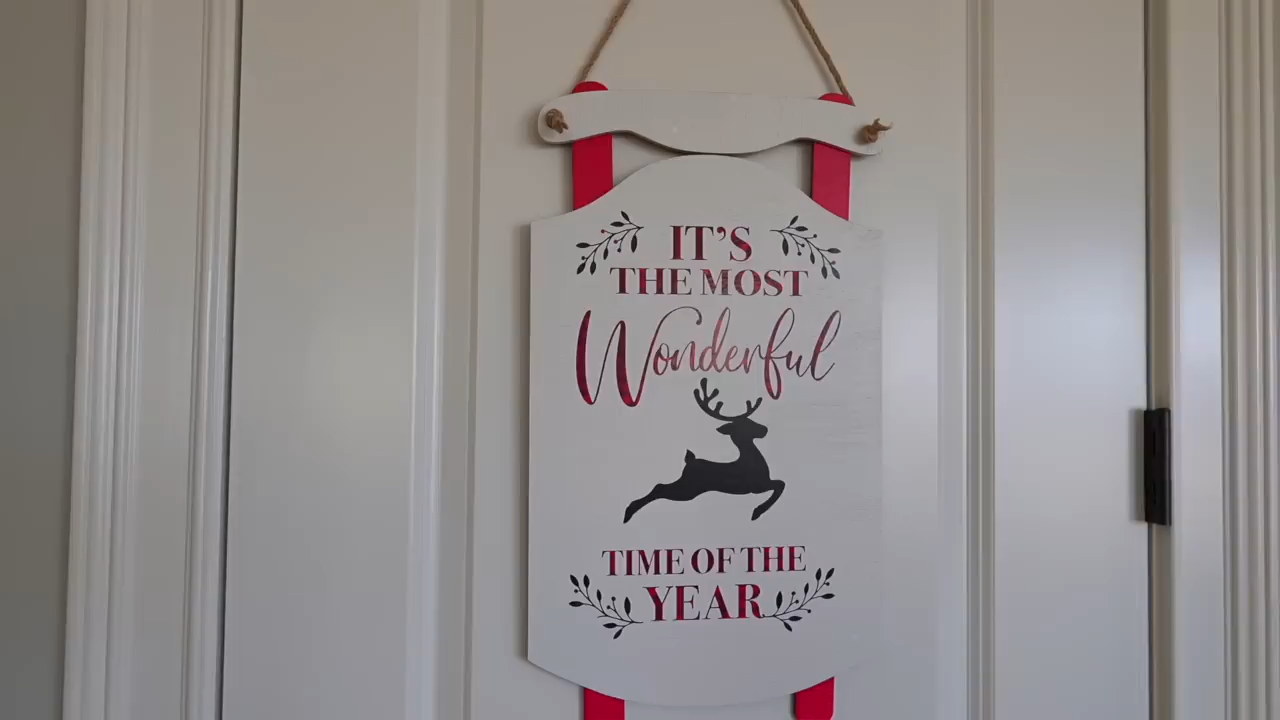 IT'S
THE MOST
Wonderful
TIME OF THE
YEAR